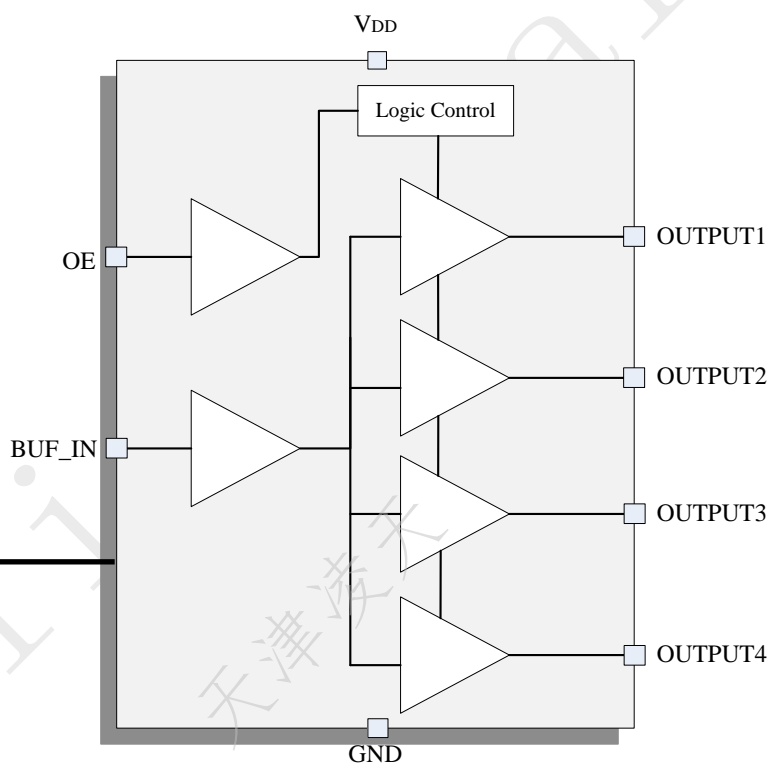 VDD
Logic Control
OE
OUTPUT1
OUTPUT2
BUF_IN
OUTPUT3
OUTPUT4
GND
天津凌天